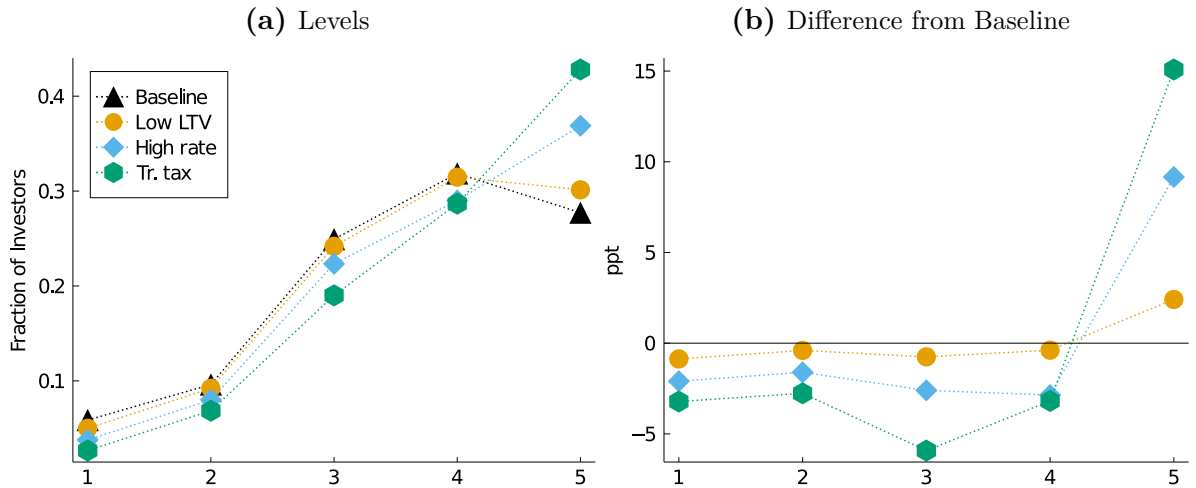 (a) Levels
Fraction of Investors
0.4
0.3
0.2
0.1
Baseline
Low LTV
High rate
Tr. tax
1 2 3 4 5
(b) Difference from Baseline
ppt
15
10
5
0
−5
1 2 3 4 5